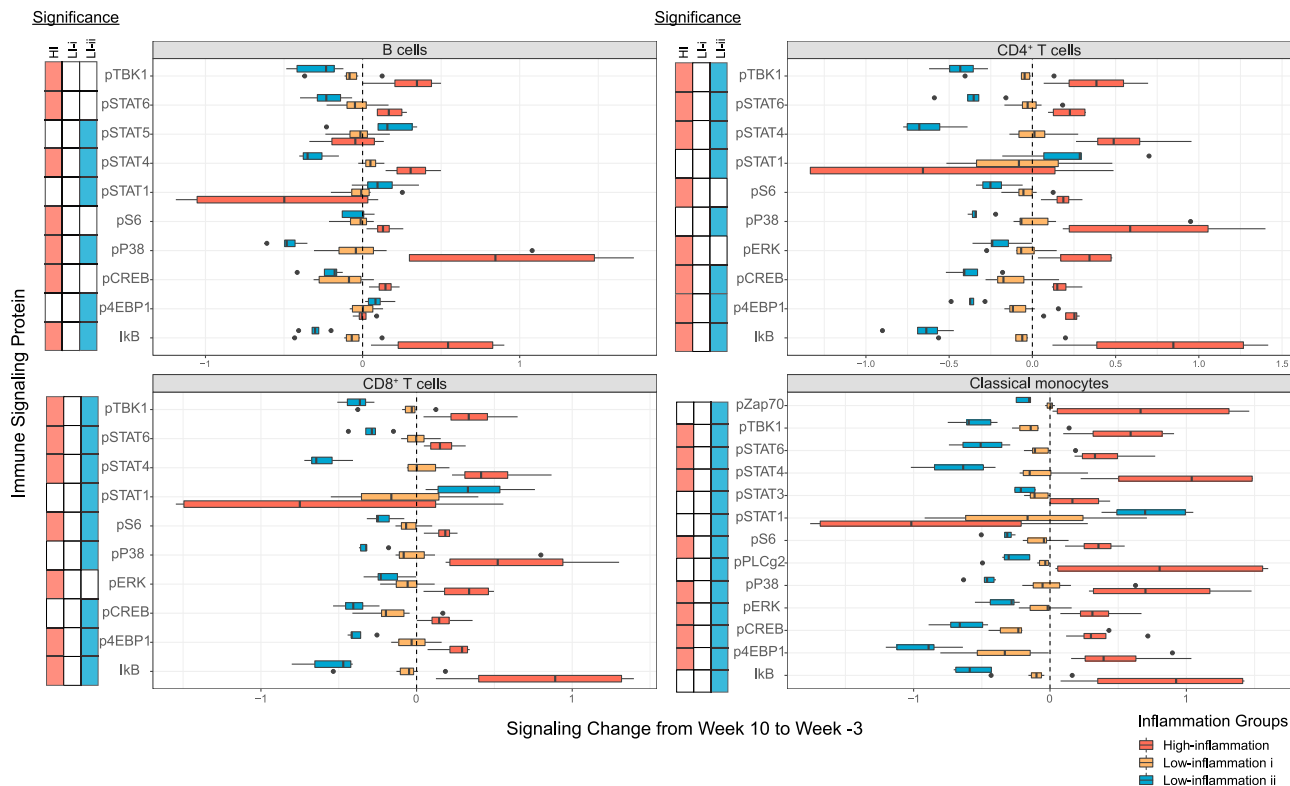 Significance
Significance
HI
LI-i
LI-ii
B cells
pTBK1
pSTAT6
pSTAT5
pSTAT4
pSTAT1
pS6
pP38
pCREB
p4EBP1
IkB
−1
0
1
HI
LI-i
LI-ii
CD4⁺ T cells
pTBK1
pSTAT6
pSTAT4
pSTAT1
pS6
pP38
pERK
pCREB
p4EBP1
IkB
−1.0
−0.5
0.0
0.5
1.0
1.5
Immune Signaling Protein
CD8⁺ T cells
pTBK1
pSTAT6
pSTAT4
pSTAT1
pS6
pP38
pERK
pCREB
p4EBP1
IkB
−1
0
1
Classical monocytes
pZap70
pTBK1
pSTAT6
pSTAT4
pSTAT3
pSTAT1
pS6
pPLCg2
pP38
pERK
pCREB
p4EBP1
IkB
−1
0
1
Signaling Change from Week 10 to Week -3
Inflammation Groups
High-inflammation
Low-inflammation i
Low-inflammation ii